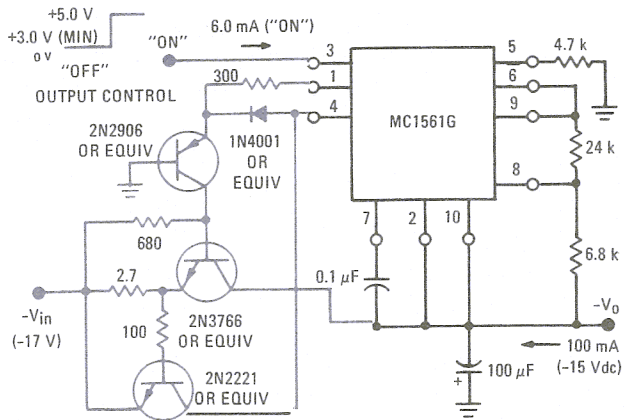 +5.0 V
+3.0 V (MIN)
0 V
"OFF"
OUTPUT CONTROL
"ON"
6.0 mA ("ON")
300
3
1
4
MC1561G
5
6
9
8
7
2
10
4.7 k
24 k
6.8 k
2N2906
OR EQUIV
1N4001
OR
EQUIV
680
2.7
100
-Vin
(-17 V)
2N3766
OR EQUIV
2N2221
OR EQUIV
0.1 µF
+
100 µF
-Vo
100 mA
(-15 Vdc)